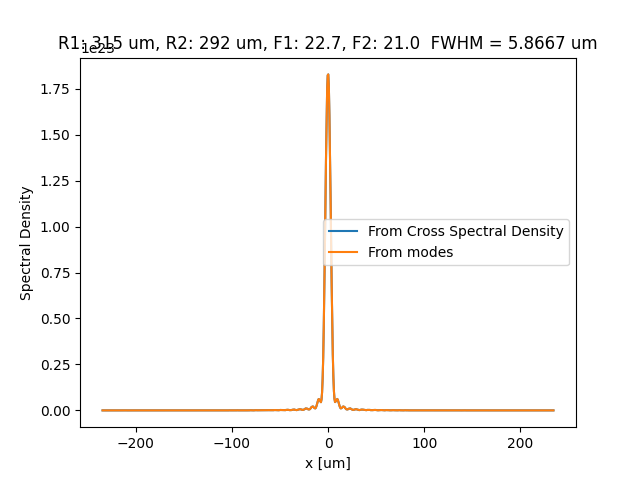 R1: 315 um, R2: 292 um, F1: 22.7, F2: 21.0  FWHM = 5.8667 um
1e23
1.75
1.50
1.25
1.00
0.75
0.50
0.25
0.00
Spectral Density
From Cross Spectral Density
From modes
−200
−100
0
100
200
x [um]